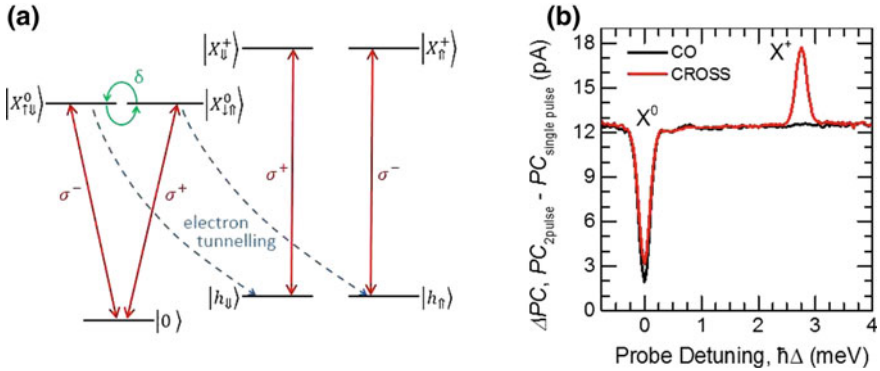 (a)
|X⁺⇓⟩
|X⁺⇑⟩
δ
|X⁰↑⇓⟩
|X⁰↓⇑⟩
σ⁺
σ⁻
σ⁻
σ⁺
electron
tunnelling
|h⇓⟩
|h⇑⟩
|0⟩
(b)
18
15
12
9
6
3
0
ΔPC, PC2pulse - PCsingle pulse (pA)
CO
CROSS
X⁺
X⁰
0 1 2 3 4
Probe Detuning, ħΔ (meV)